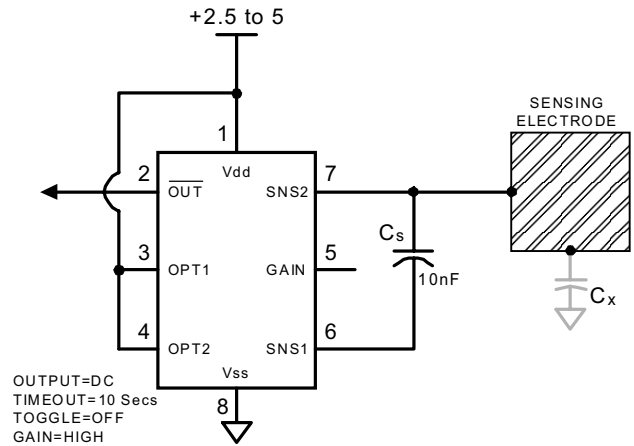 +2.5 to 5
SENSING
ELECTRODE
1
Vdd
2
OUT
7
SNS2
Cs
10nF
3
OPT1
5
GAIN
Cx
4
OPT2
6
SNS1
Vss
8
OUTPUT=DC
TIMEOUT=10 Secs
TOGGLE=OFF
GAIN=HIGH